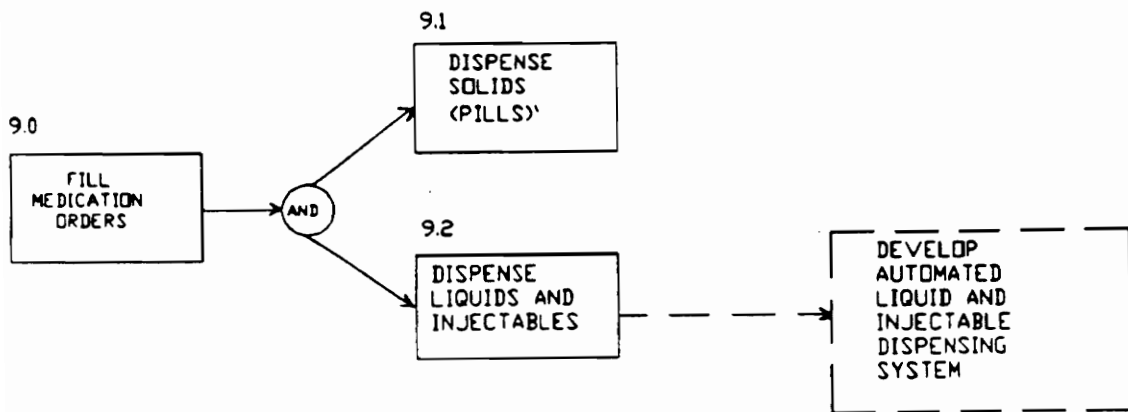 9.0
FILL
MEDICATION
ORDERS
AND
9.1
DISPENSE
SOLIDS
(PILLS)'
9.2
DISPENSE
LIQUIDS AND
INJECTABLES
DEVELOP
AUTOMATED
LIQUID AND
INJECTABLE
DISPENSING
SYSTEM